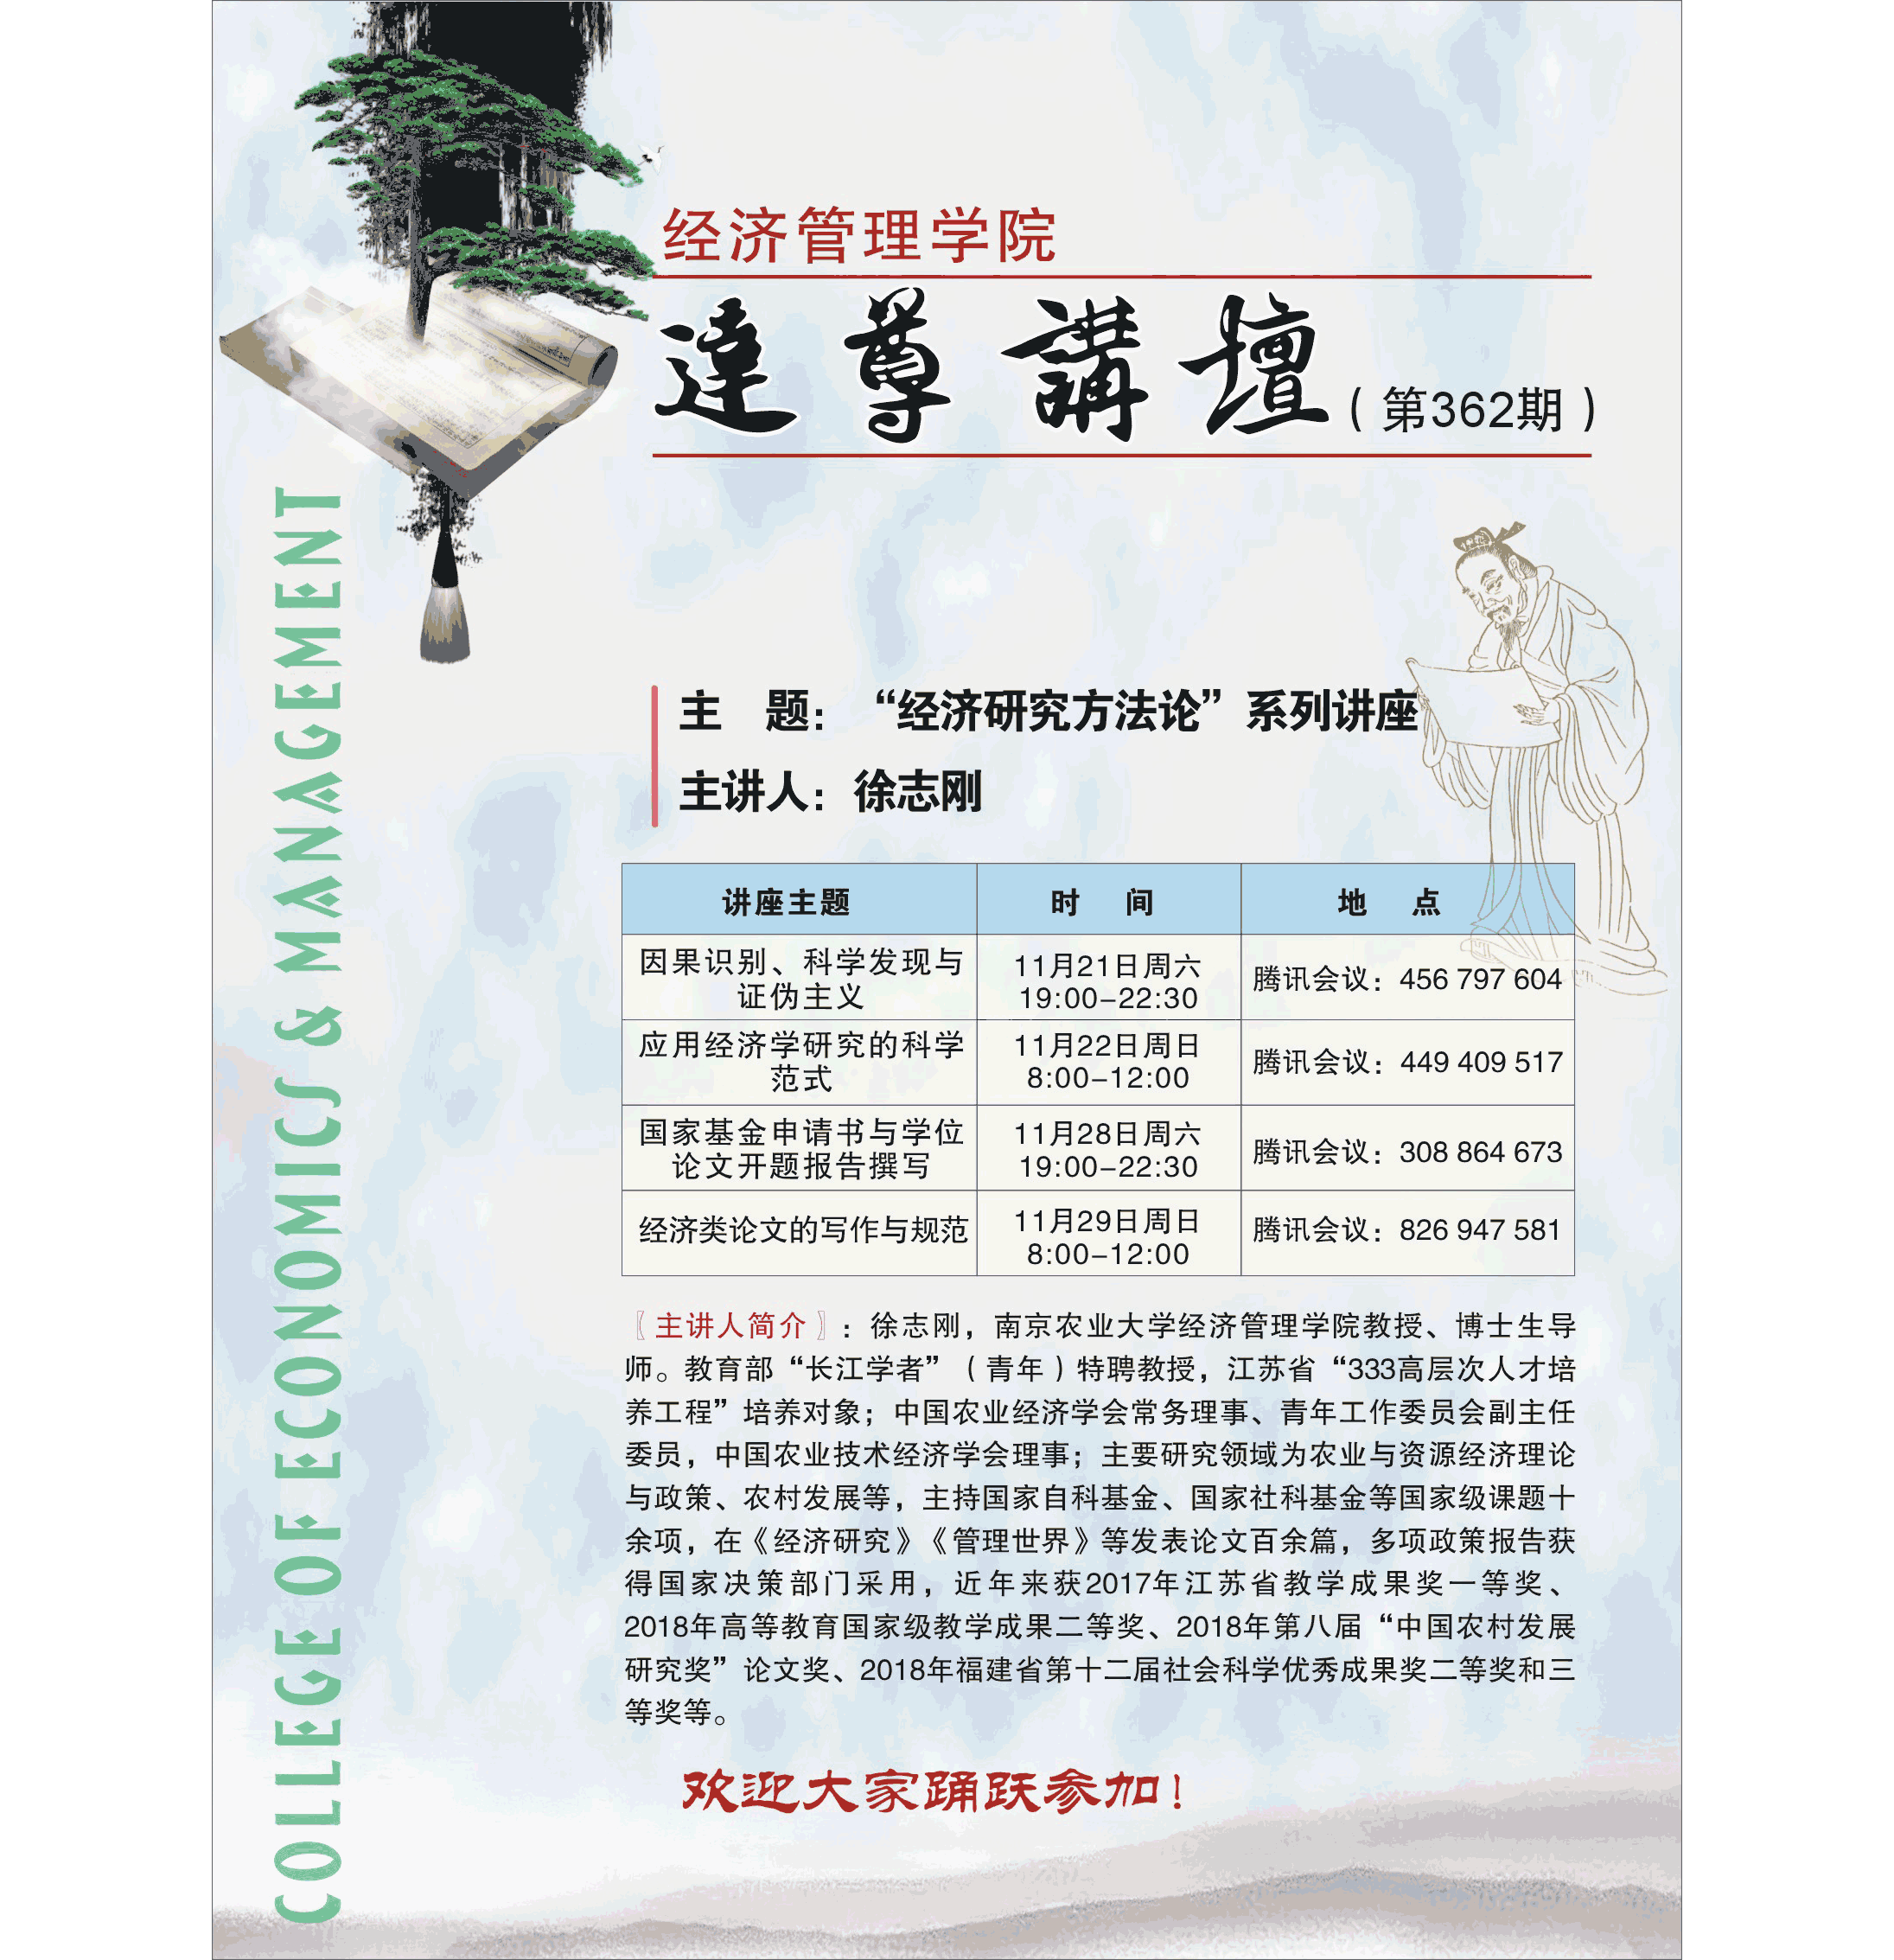 经济管理学院
達尊講壇（第362期）
COLLEGE OF ECONOMICS & MANAGEMENT
主 题：“经济研究方法论”系列讲座
主讲人：徐志刚
讲座主题 时 间 地 点
因果识别、科学发现与
证伪主义
11月21日周六
19:00-22:30
腾讯会议：456 797 604
应用经济学研究的科学
范式
11月22日周日
8:00-12:00
腾讯会议：449 409 517
国家基金申请书与学位
论文开题报告撰写
11月28日周六
19:00-22:30
腾讯会议：308 864 673
经济类论文的写作与规范
11月29日周日
8:00-12:00
腾讯会议：826 947 581
〖主讲人简介〗：徐志刚，南京农业大学经济管理学院教授、博士生导
师。教育部“长江学者”（青年）特聘教授，江苏省“333高层次人才培
养工程”培养对象；中国农业经济学会常务理事、青年工作委员会副主任
委员，中国农业技术经济学会理事；主要研究领域为农业与资源经济理论
与政策、农村发展等，主持国家自科基金、国家社科基金等国家级课题十
余项，在《经济研究》《管理世界》等发表论文百余篇，多项政策报告获
得国家决策部门采用，近年来获2017年江苏省教学成果奖一等奖、
2018年高等教育国家级教学成果二等奖、2018年第八届“中国农村发展
研究奖”论文奖、2018年福建省第十二届社会科学优秀成果奖二等奖和三
等奖等。
欢迎大家踊跃参加！